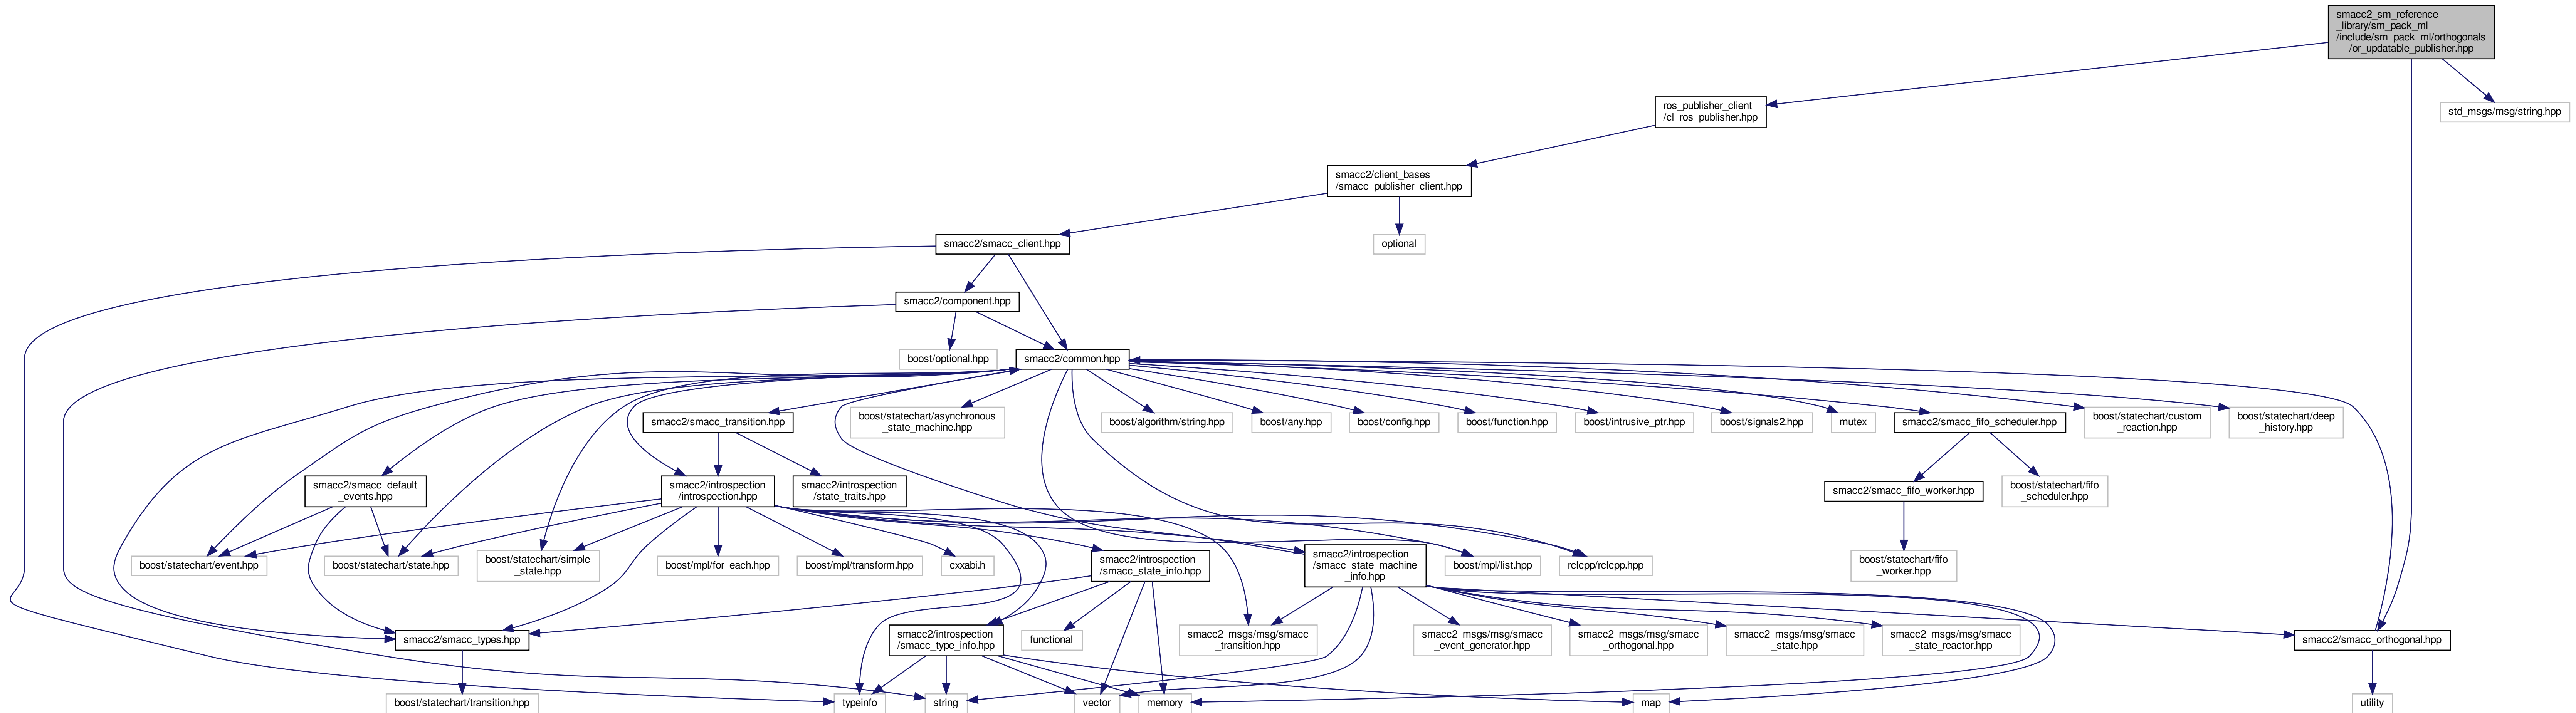 smacc2_sm_reference
_library/sm_pack_ml
/include/sm_pack_ml/orthogonals
/or_updatable_publisher.hpp
ros_publisher_client
/cl_ros_publisher.hpp
std_msgs/msg/string.hpp
smacc2/client_bases
/smacc_publisher_client.hpp
smacc2/smacc_client.hpp
optional
smacc2/component.hpp
boost/optional.hpp
smacc2/common.hpp
smacc2/smacc_transition.hpp
boost/statechart/asynchronous
_state_machine.hpp
boost/algorithm/string.hpp
boost/any.hpp
boost/config.hpp
boost/function.hpp
boost/intrusive_ptr.hpp
boost/signals2.hpp
mutex
smacc2/smacc_fifo_scheduler.hpp
boost/statechart/custom
_reaction.hpp
boost/statechart/deep
_history.hpp
smacc2/smacc_default
_events.hpp
smacc2/introspection
/introspection.hpp
smacc2/introspection
/state_traits.hpp
smacc2/smacc_fifo_worker.hpp
boost/statechart/fifo
_scheduler.hpp
boost/statechart/event.hpp
boost/statechart/state.hpp
boost/statechart/simple
_state.hpp
boost/mpl/for_each.hpp
boost/mpl/transform.hpp
cxxabi.h
smacc2/introspection
/smacc_state_info.hpp
smacc2/introspection
/smacc_state_machine
_info.hpp
boost/mpl/list.hpp
rclcpp/rclcpp.hpp
boost/statechart/fifo
_worker.hpp
smacc2/smacc_types.hpp
smacc2/introspection
/smacc_type_info.hpp
functional
smacc2_msgs/msg/smacc
_transition.hpp
smacc2_msgs/msg/smacc
_event_generator.hpp
smacc2_msgs/msg/smacc
_orthogonal.hpp
smacc2_msgs/msg/smacc
_state.hpp
smacc2_msgs/msg/smacc
_state_reactor.hpp
smacc2/smacc_orthogonal.hpp
boost/statechart/transition.hpp
typeinfo
string
vector
memory
map
utility